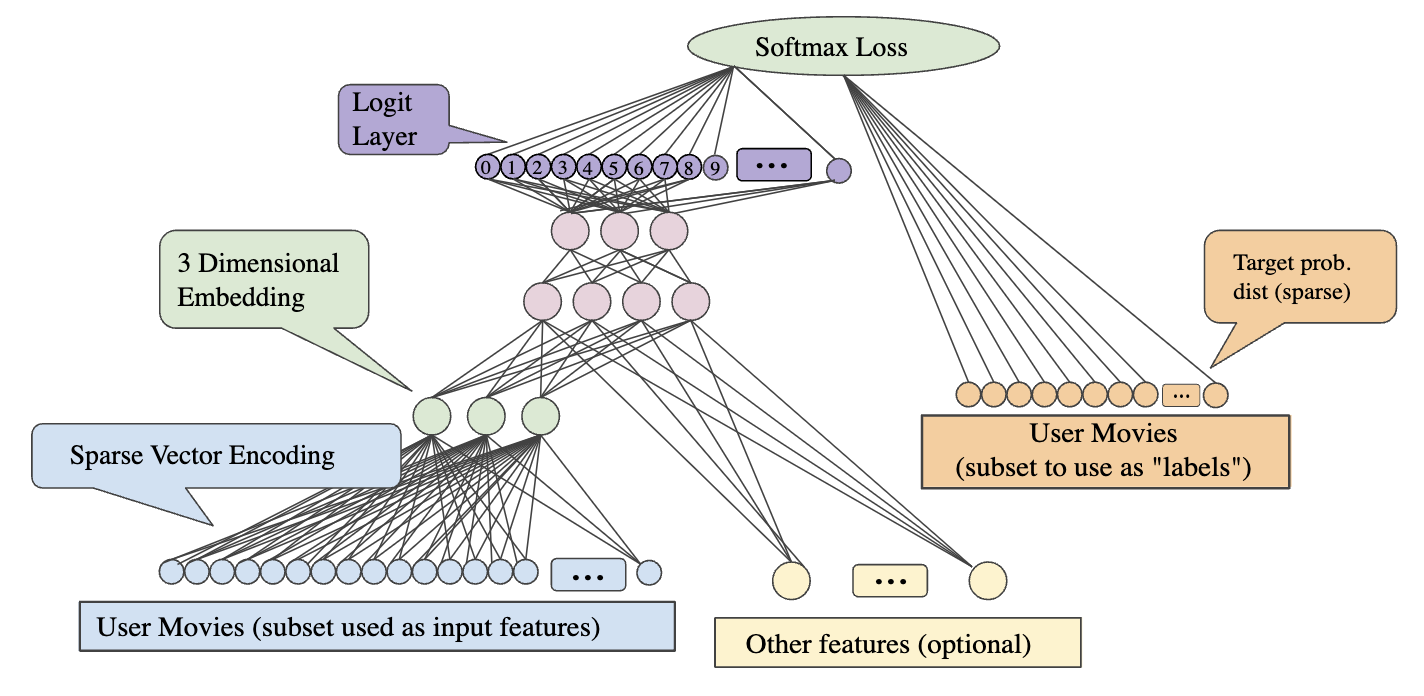 Softmax Loss
Logit
Layer
0 1 2 3 4 5 6 7 8 9 ...
3 Dimensional
Embedding
Target prob.
dist (sparse)
...
User Movies
(subset to use as "labels")
Sparse Vector Encoding
...
...
User Movies (subset used as input features)
Other features (optional)